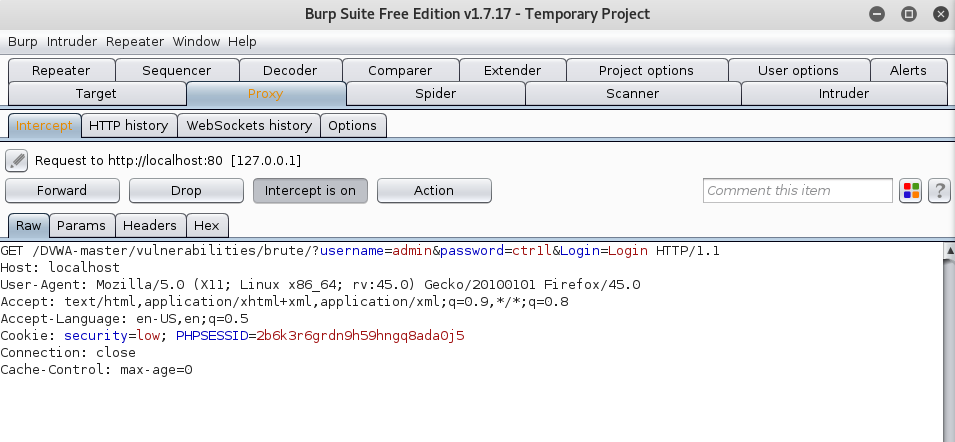 Burp Suite Free Edition v1.7.17 - Temporary Project
Burp Intruder Repeater Window Help
Repeater Sequencer Decoder Comparer Extender Project options User options Alerts
Target Proxy Spider Scanner Intruder
Intercept HTTP history WebSockets history Options
Request to http://localhost:80 [127.0.0.1]
Forward Drop Intercept is on Action Comment this item ?
Raw Params Headers Hex
GET /DVWA-master/vulnerabilities/brute/?username=admin&password=ctr1l&Login=Login HTTP/1.1
Host: localhost
User-Agent: Mozilla/5.0 (X11; Linux x86_64; rv:45.0) Gecko/20100101 Firefox/45.0
Accept: text/html,application/xhtml+xml,application/xml;q=0.9,*/*;q=0.8
Accept-Language: en-US,en;q=0.5
Cookie: security=low; PHPSESSID=2b6k3r6grdn9h59hngq8ada0j5
Connection: close
Cache-Control: max-age=0